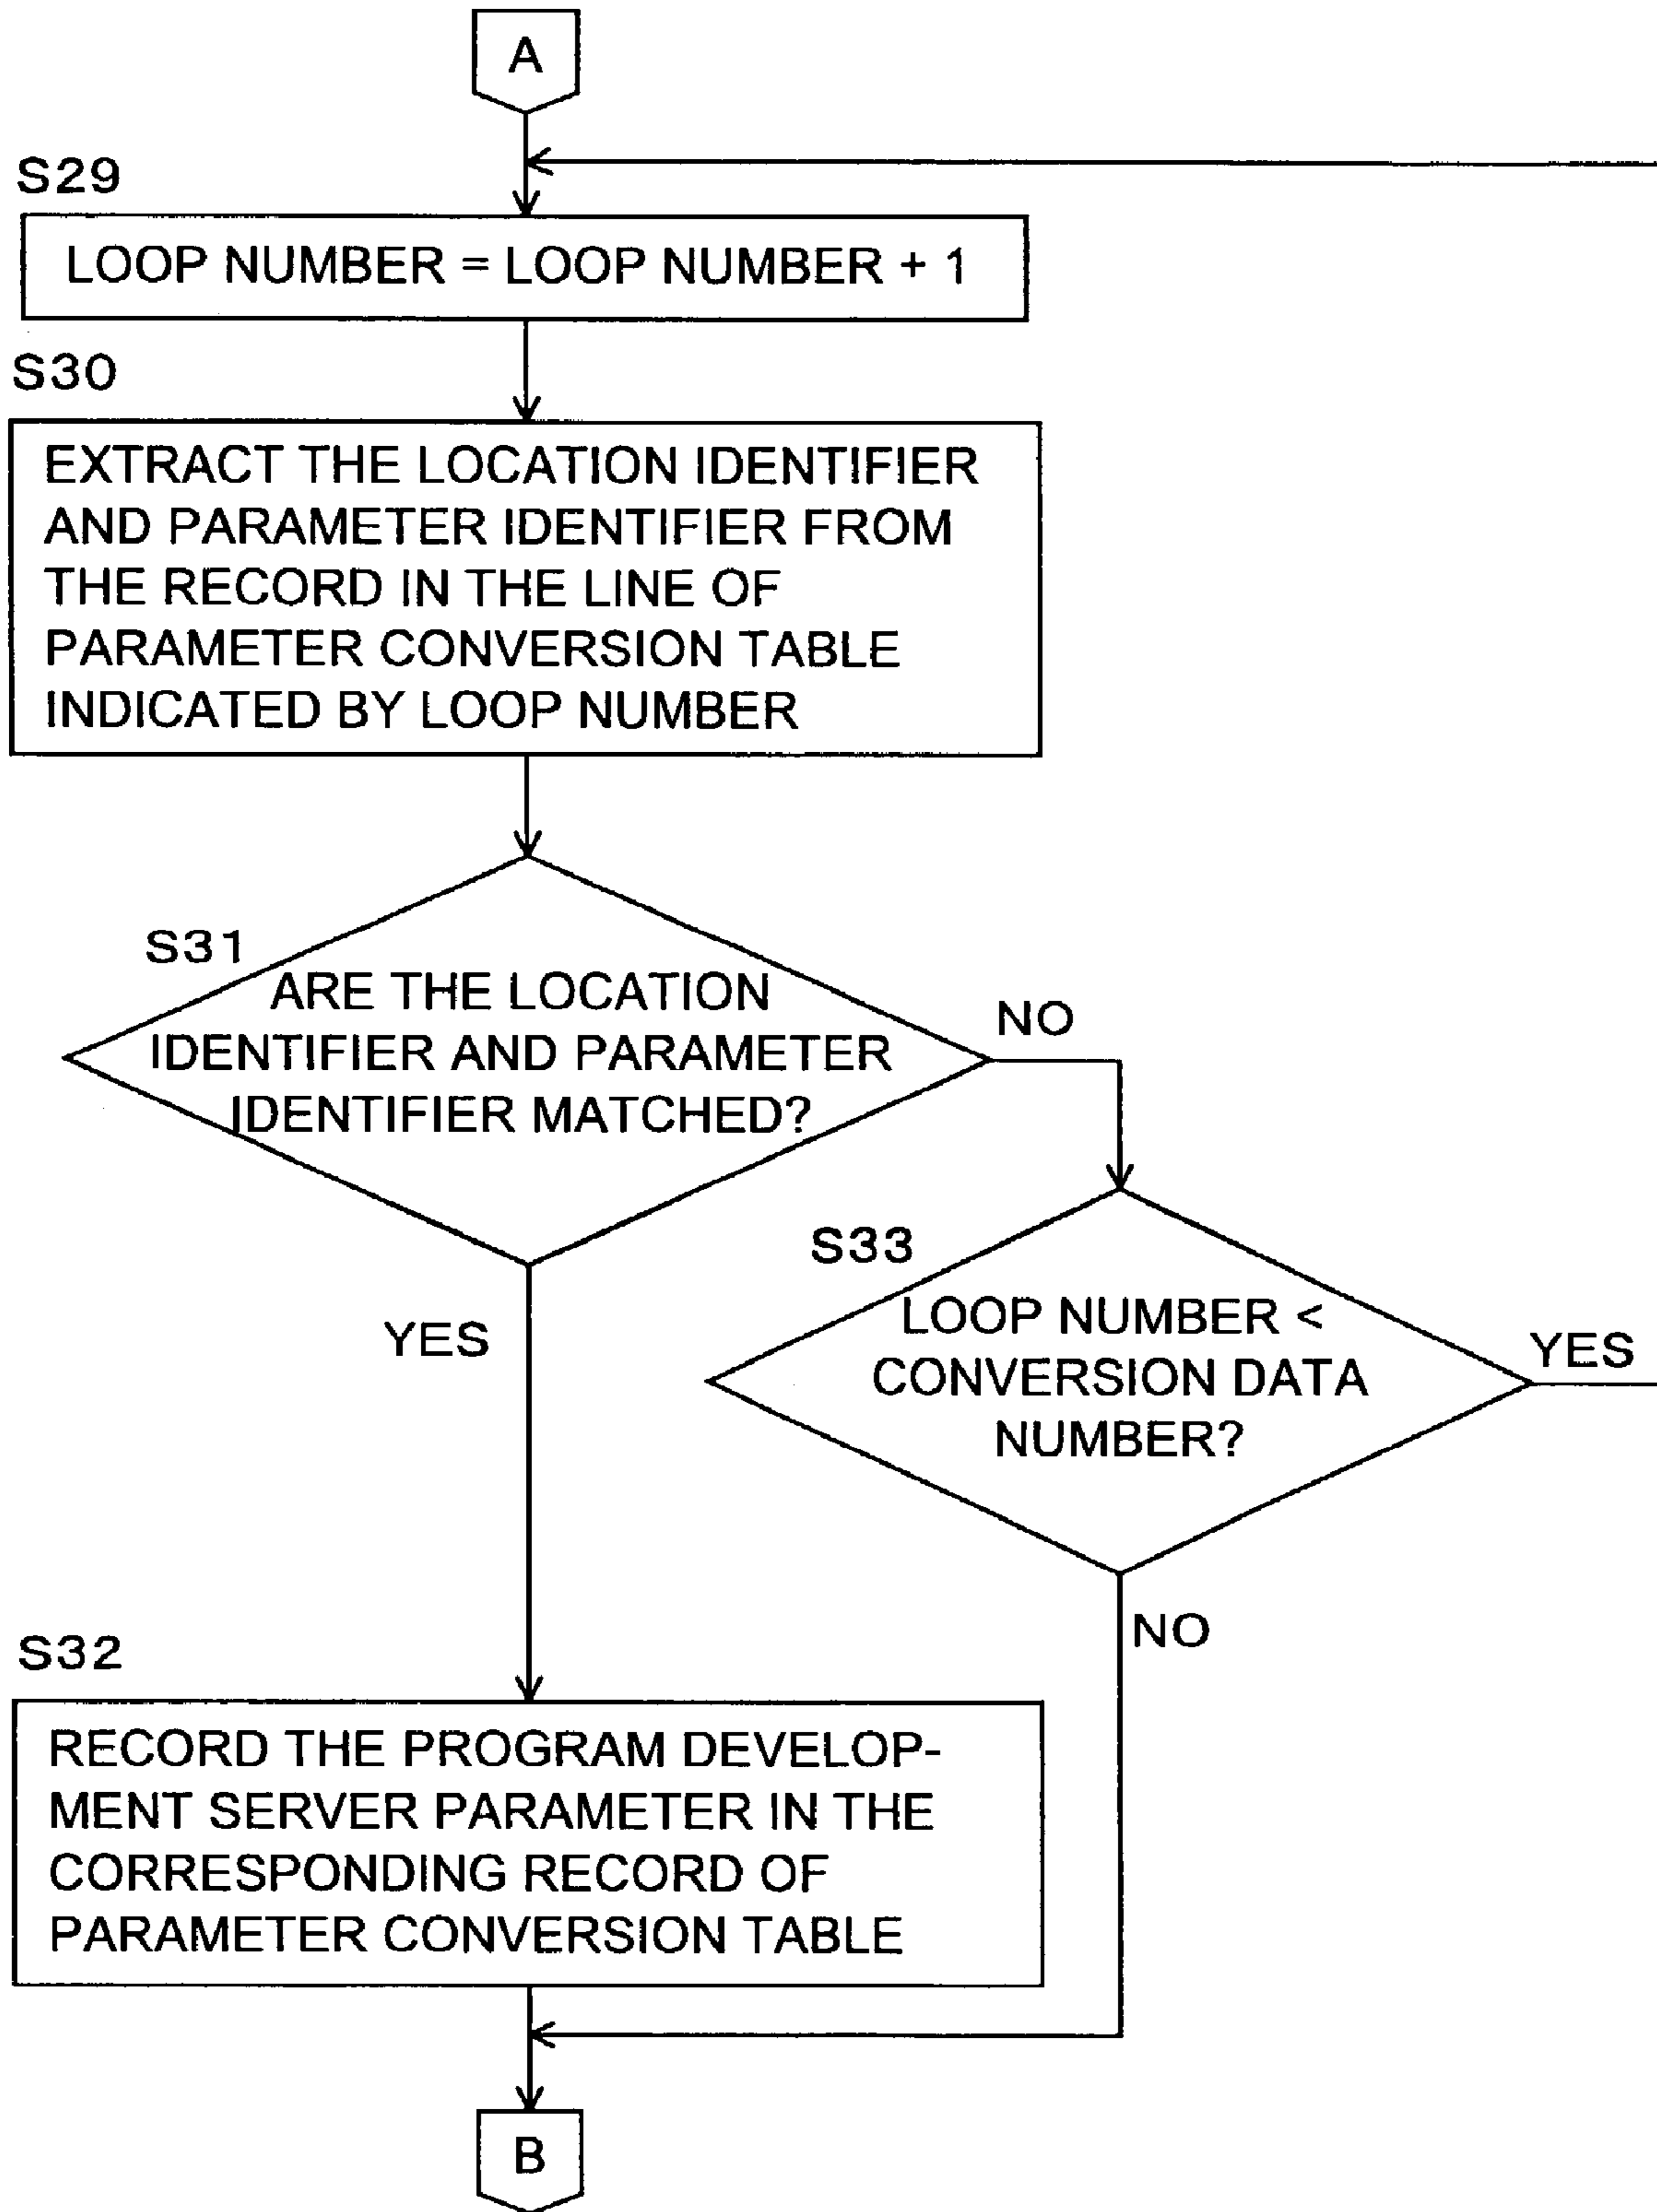 A
S29
LOOP NUMBER = LOOP NUMBER + 1
S30
EXTRACT THE LOCATION IDENTIFIER
AND PARAMETER IDENTIFIER FROM
THE RECORD IN THE LINE OF
PARAMETER CONVERSION TABLE
INDICATED BY LOOP NUMBER
S31
ARE THE LOCATION
IDENTIFIER AND PARAMETER
IDENTIFIER MATCHED?
NO
YES
S33
LOOP NUMBER <
CONVERSION DATA
NUMBER?
YES
NO
S32
RECORD THE PROGRAM DEVELOP-
MENT SERVER PARAMETER IN THE
CORRESPONDING RECORD OF
PARAMETER CONVERSION TABLE
B